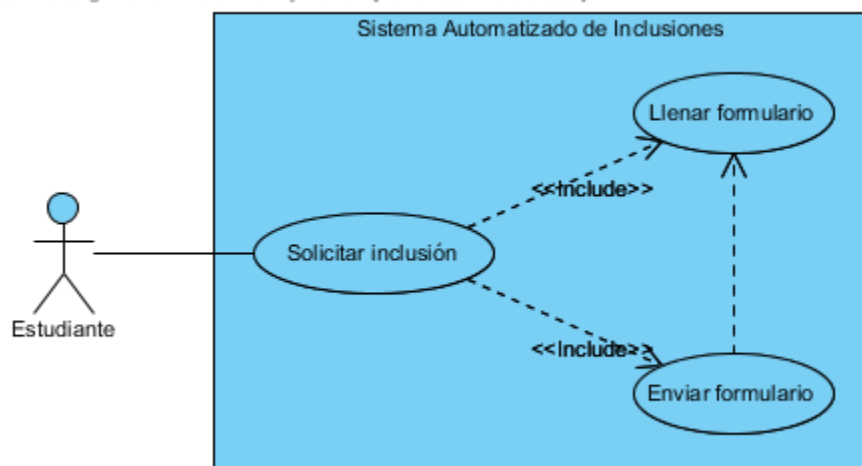 Sistema Automatizado de Inclusiones
Llenar formulario
<<Include>>
Solicitar inclusión
Estudiante
<<Include>>
Enviar formulario